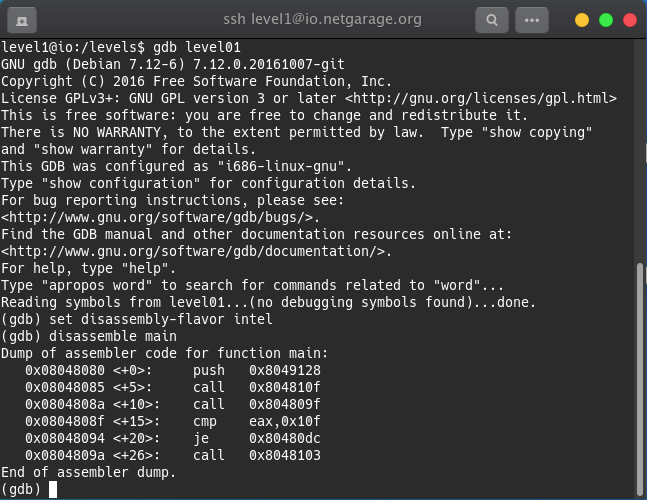 ssh level1@io.netgarage.org
level1@io:/levels$ gdb level01
GNU gdb (Debian 7.12-6) 7.12.0.20161007-git
Copyright (C) 2016 Free Software Foundation, Inc.
License GPLv3+: GNU GPL version 3 or later <http://gnu.org/licenses/gpl.html>
This is free software: you are free to change and redistribute it.
There is NO WARRANTY, to the extent permitted by law.  Type "show copying"
and "show warranty" for details.
This GDB was configured as "i686-linux-gnu".
Type "show configuration" for configuration details.
For bug reporting instructions, please see:
<http://www.gnu.org/software/gdb/bugs/>.
Find the GDB manual and other documentation resources online at:
<http://www.gnu.org/software/gdb/documentation/>.
For help, type "help".
Type "apropos word" to search for commands related to "word"...
Reading symbols from level01...(no debugging symbols found)...done.
(gdb) set disassembly-flavor intel
(gdb) disassemble main
Dump of assembler code for function main:
   0x08048080 <+0>:     push   0x8049128
   0x08048085 <+5>:     call   0x804810f
   0x0804808a <+10>:    call   0x804809f
   0x0804808f <+15>:    cmp    eax,0x10f
   0x08048094 <+20>:    je     0x80480dc
   0x0804809a <+26>:    call   0x8048103
End of assembler dump.
(gdb)